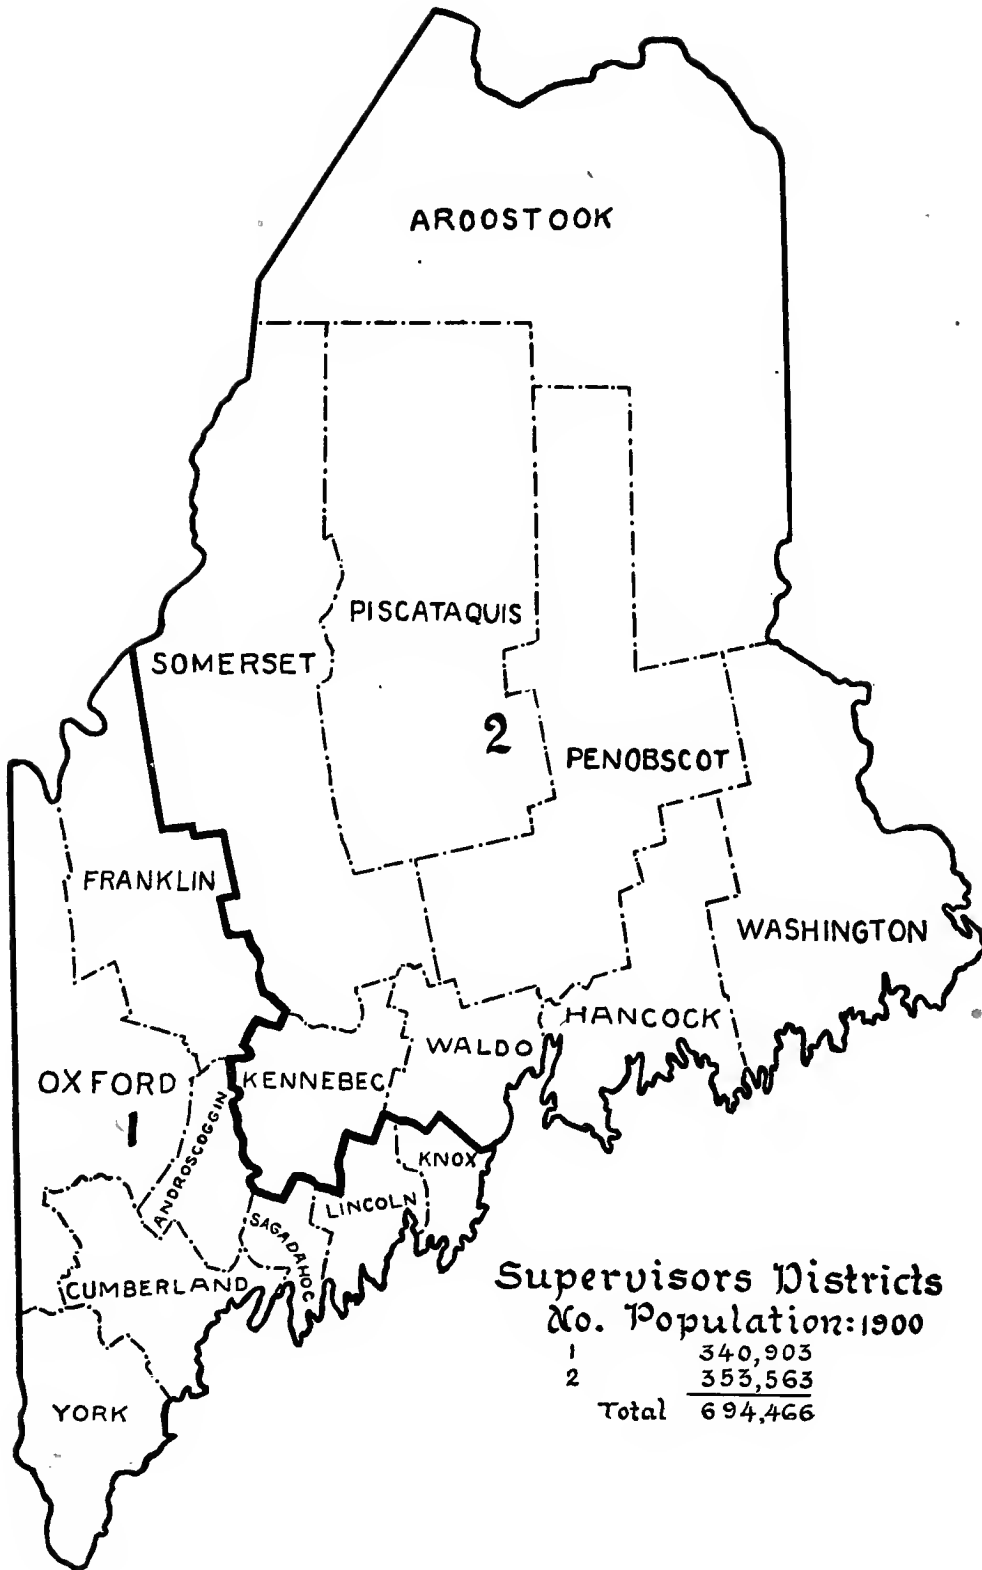 AROOSTOOK
PISCATAQUIS
SOMERSET
2
PENOBSCOT
FRANKLIN
WASHINGTON
HANCOCK
WALDO
OXFORD
KENNEBEC
1
ANDROSCOGGIN
KNOX
LINCOLN
SAGADAHOC
CUMBERLAND
YORK
Supervisors Districts
No. Population: 1900
1 340,903
2 353,563
Total 694,466